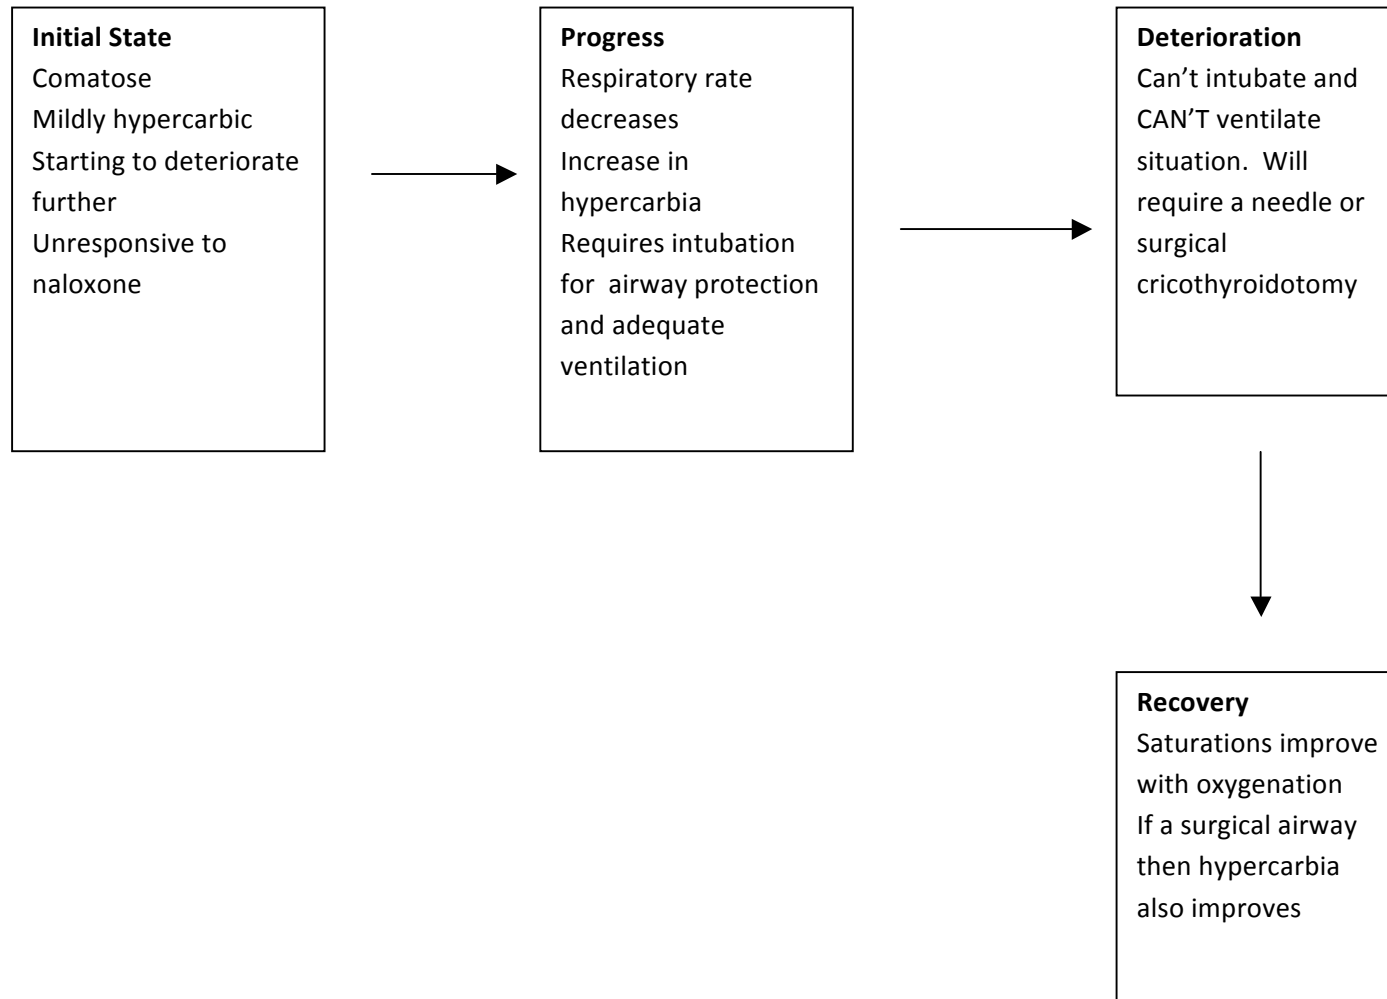 Initial State
Comatose
Mildly hypercarbic
Starting to deteriorate
further
Unresponsive to
naloxone
Progress
Respiratory rate
decreases
Increase in
hypercarbia
Requires intubation
for  airway protection
and adequate
ventilation
Deterioration
Can’t intubate and
CAN’T ventilate
situation.  Will
require a needle or
surgical
cricothyroidotomy
Recovery
Saturations improve
with oxygenation
If a surgical airway
then hypercarbia
also improves